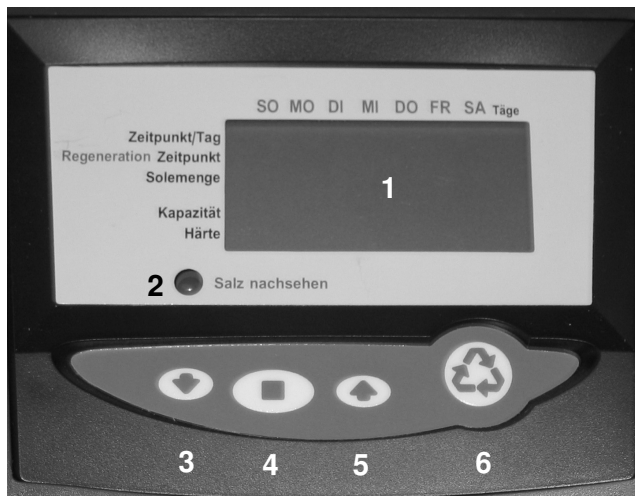 SO MO DI MI DO FR SA Täge
Zeitpunkt/Tag
Regeneration Zeitpunkt
Solemenge
1
Kapazität
Härte
2 Salz nachsehen
3 4 5 6